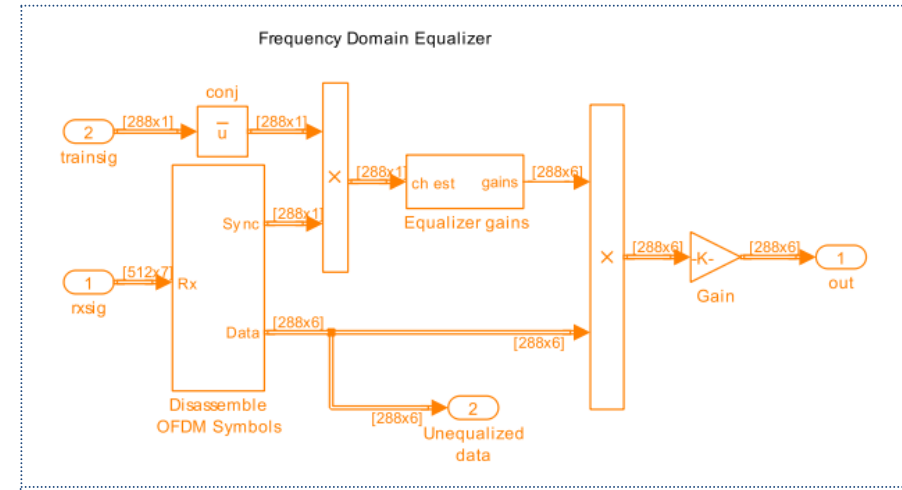 Frequency Domain Equalizer
conj
[288x1]
[288x1]
2
u
trainsig
×
[288x1]
ch est
gains
[288x6]
Equalizer gains
Sync
[288x1]
[512x7]
1
Rx
rxsig
×
[288x6]
-K-
[288x6]
1
Gain
out
Data
[288x6]
[288x6]
Disassemble
OFDM Symbols
[288x6]
2
Unequalized
data